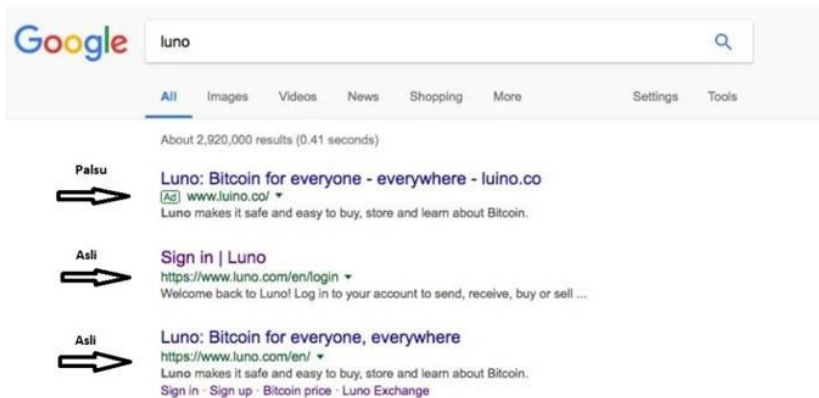 Google luno
All Images Videos News Shopping More Settings Tools
About 2,920,000 results (0.41 seconds)
Palsu
Luno: Bitcoin for everyone - everywhere - luino.co
Ad www.luino.co/
Luno makes it safe and easy to buy, store and learn about Bitcoin.
Asli
Sign in | Luno
https://www.luno.com/en/login
Welcome back to Luno! Log in to your account to send, receive, buy or sell ...
Asli
Luno: Bitcoin for everyone, everywhere
https://www.luno.com/en/
Luno makes it safe and easy to buy, store and learn about Bitcoin.
Sign in · Sign up · Bitcoin price · Luno Exchange